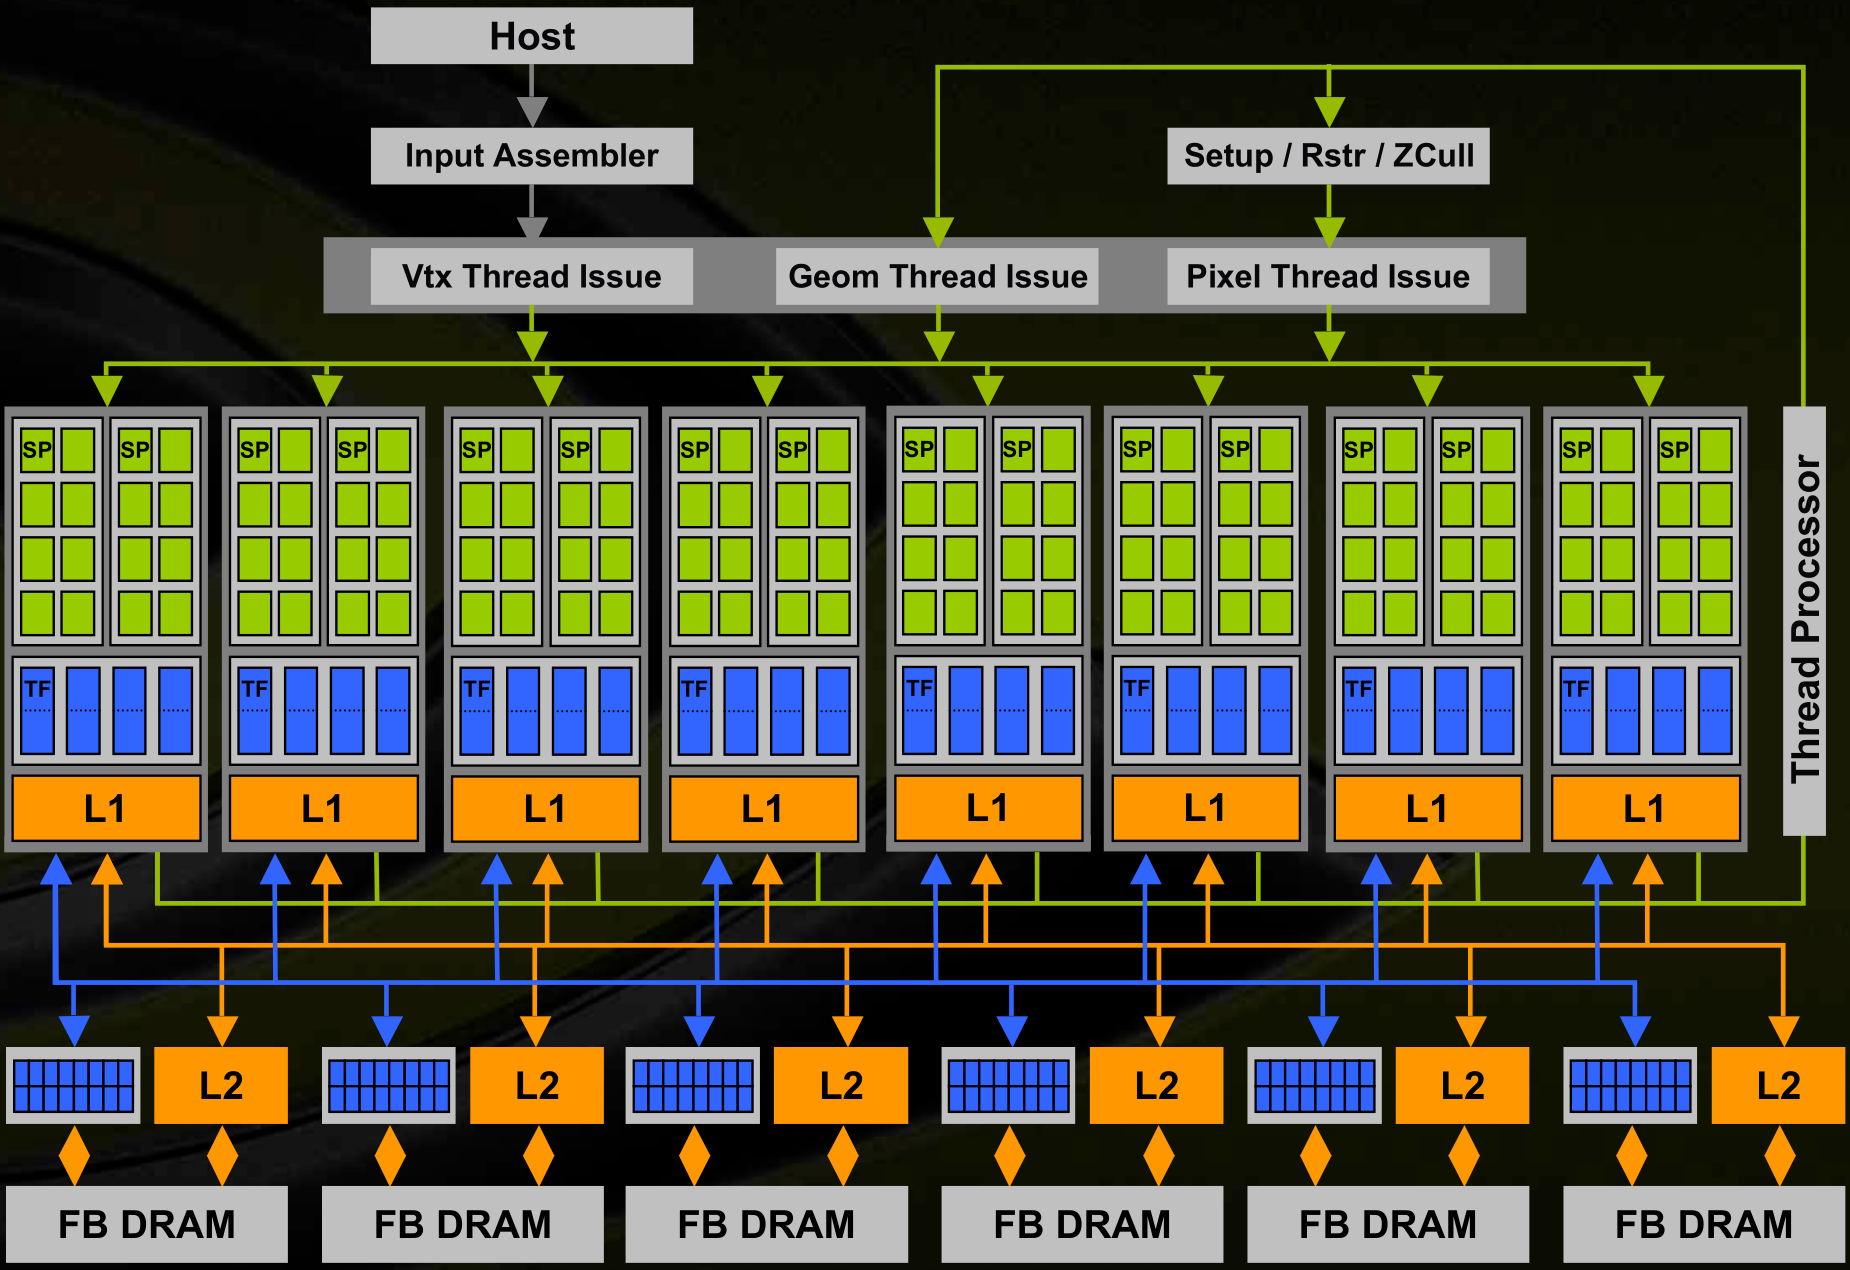 Host
Input Assembler
Setup / Rstr / ZCull
Vtx Thread Issue
Geom Thread Issue
Pixel Thread Issue
SP SP SP SP SP SP SP SP SP SP SP SP SP SP SP SP
TF TF TF TF TF TF TF TF
L1 L1 L1 L1 L1 L1 L1 L1
Thread Processor
L2 L2 L2 L2 L2 L2
FB DRAM FB DRAM FB DRAM FB DRAM FB DRAM FB DRAM